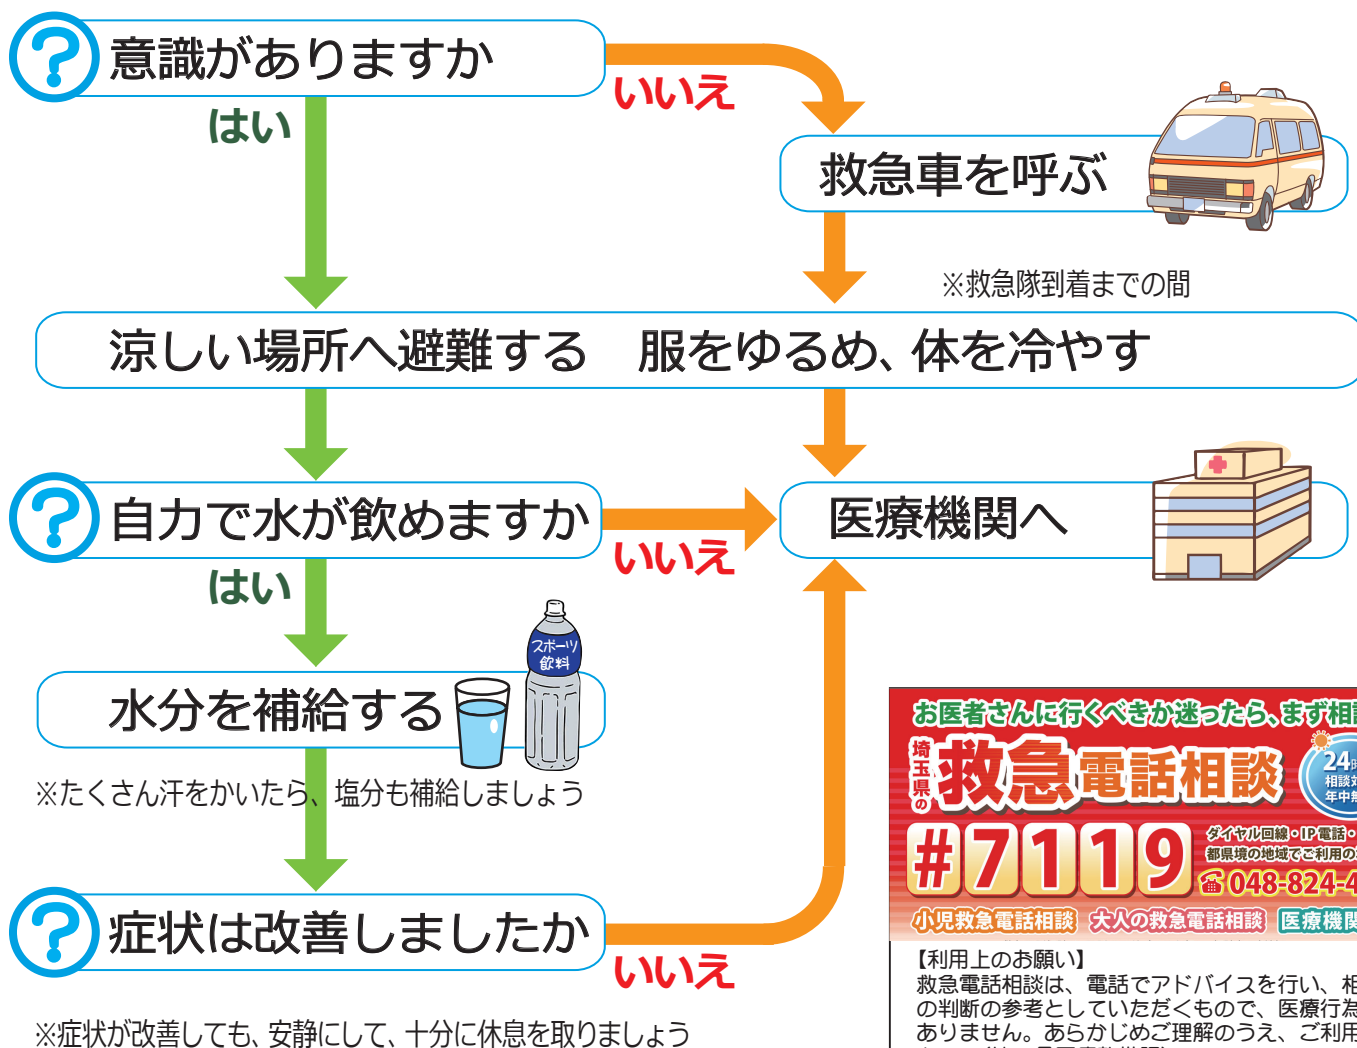 意識がありますか
いいえ
はい
救急車を呼ぶ
※救急隊到着までの間
涼しい場所へ避難する　服をゆるめ、体を冷やす
自力で水が飲めますか
いいえ
医療機関へ
はい
スポーツ
飲料
水分を補給する
※たくさん汗をかいたら、塩分も補給しましょう
症状は改善しましたか
いいえ
※症状が改善しても、安静にして、十分に休息を取りましょう
お医者さんに行くべきか迷ったら、まず相
埼玉県の
救急電話相談
24
相談
年中無
#7119
ダイヤル回線・IP電話・
都県境の地域でご利用の
048-824-4
小児救急電話相談 大人の救急電話相談 医療機関
【利用上のお願い】
救急電話相談は、電話でアドバイスを行い、相
の判断の参考としていただくもので、医療行為
ありません。あらかじめご理解のうえ、ご利用